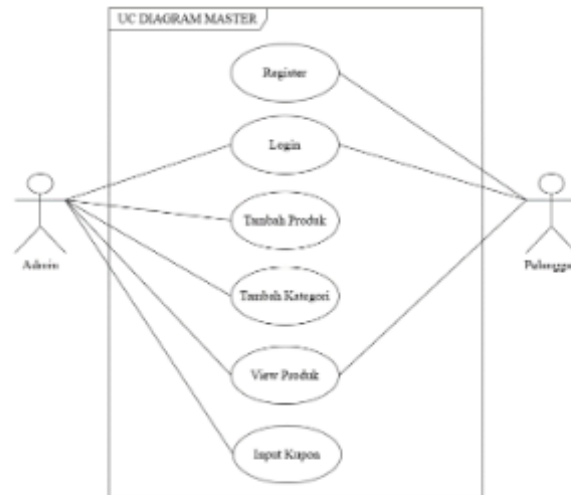 UC DIAGRAM MASTER
Register
Login
Tambah Produk
Admin
Tambah Kategori
View Produk
Input Kupon